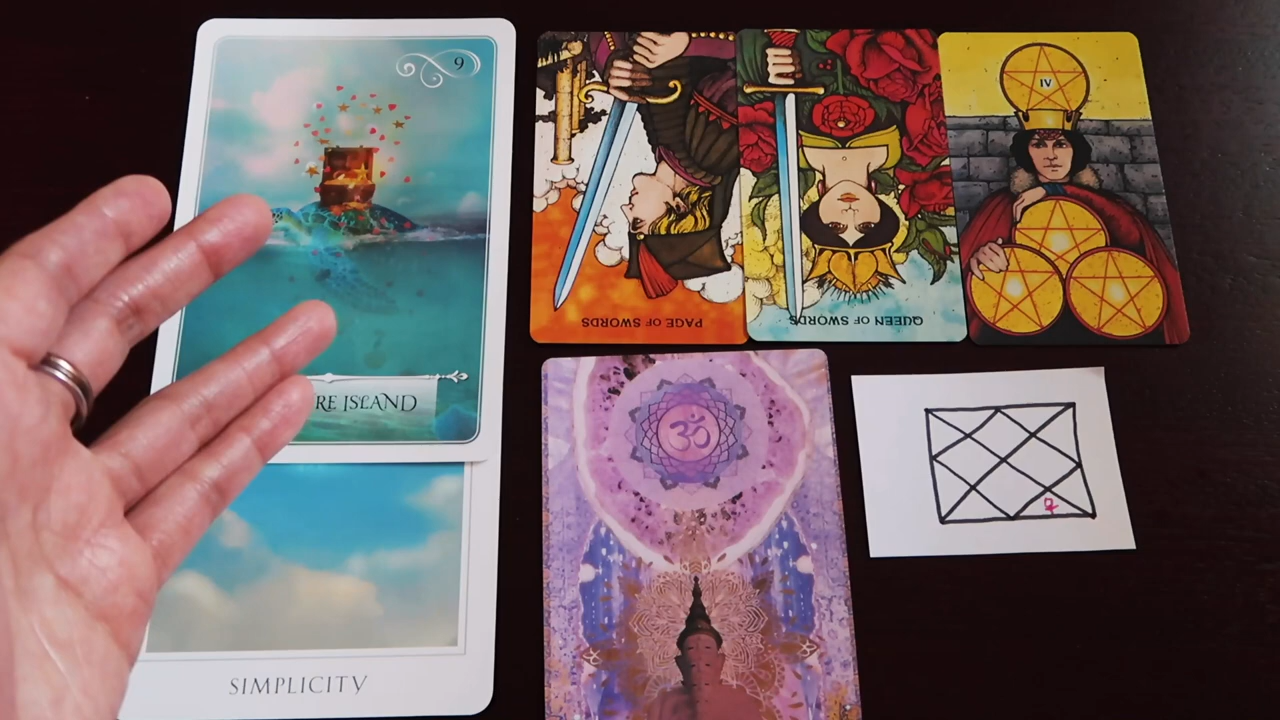 9
RE ISLAND
SIMPLICITY
PAGE OF SWORDS
QUEEN OF SWORDS
IV
ॐ